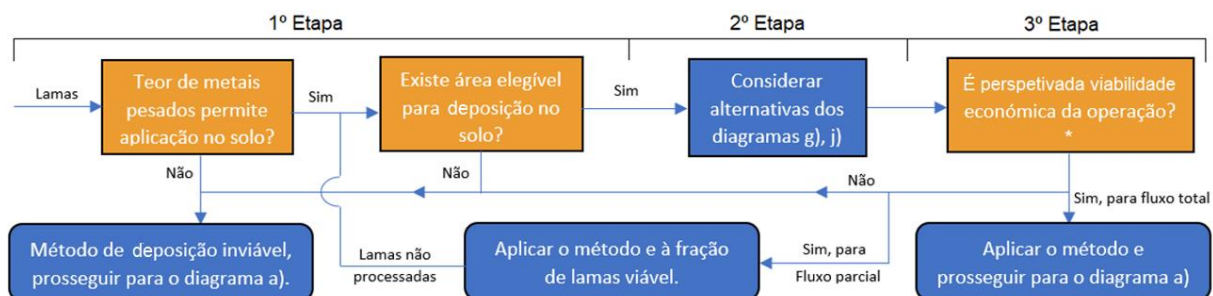 1º Etapa
2º Etapa
3º Etapa
Lamas
Teor de metais
pesados permite
aplicação no solo?
Sim
Existe área elegível
para deposição no
solo?
Sim
Considerar
alternativas dos
diagramas g), j)
É perspetivada viabilidade
económica da operação?
*
Não
Não
Não
Sim, para fluxo total
Método de deposição inviável,
prosseguir para o diagrama a).
Lamas não
processadas
Aplicar o método e à fração
de lamas viável.
Sim, para
Fluxo parcial
Aplicar o método e
prosseguir para o diagrama a)